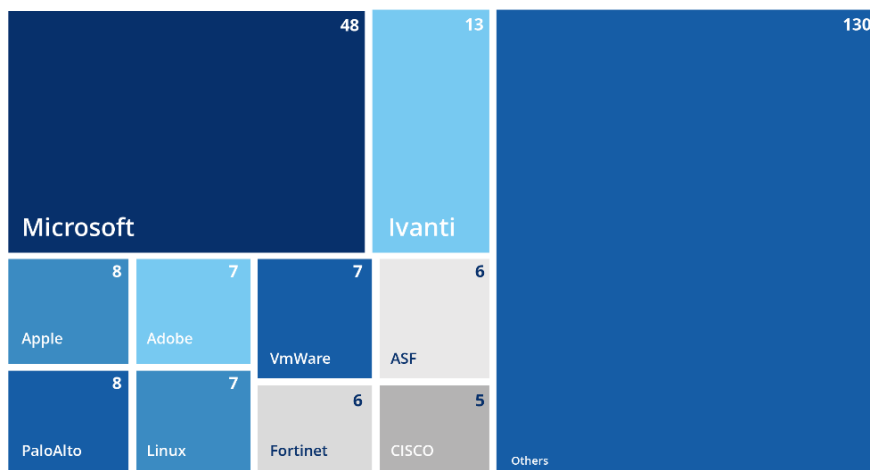 48
Microsoft
13
Ivanti
130
Others
8
Apple
7
Adobe
7
VmWare
6
ASF
8
PaloAlto
7
Linux
6
Fortinet
5
CISCO